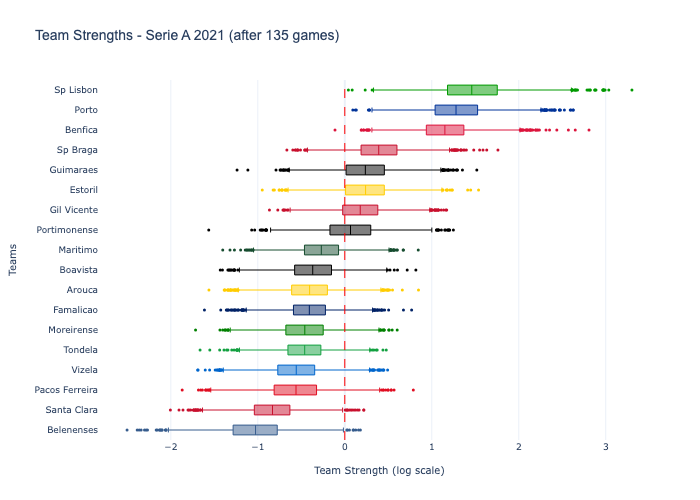 Team Strengths - Serie A 2021 (after 135 games)
Sp Lisbon
Porto
Benfica
Sp Braga
Guimaraes
Estoril
Gil Vicente
Portimonense
Maritimo
Boavista
Arouca
Famalicao
Moreirense
Tondela
Vizela
Pacos Ferreira
Santa Clara
Belenenses
Teams
−2 −1 0 1 2 3
Team Strength (log scale)